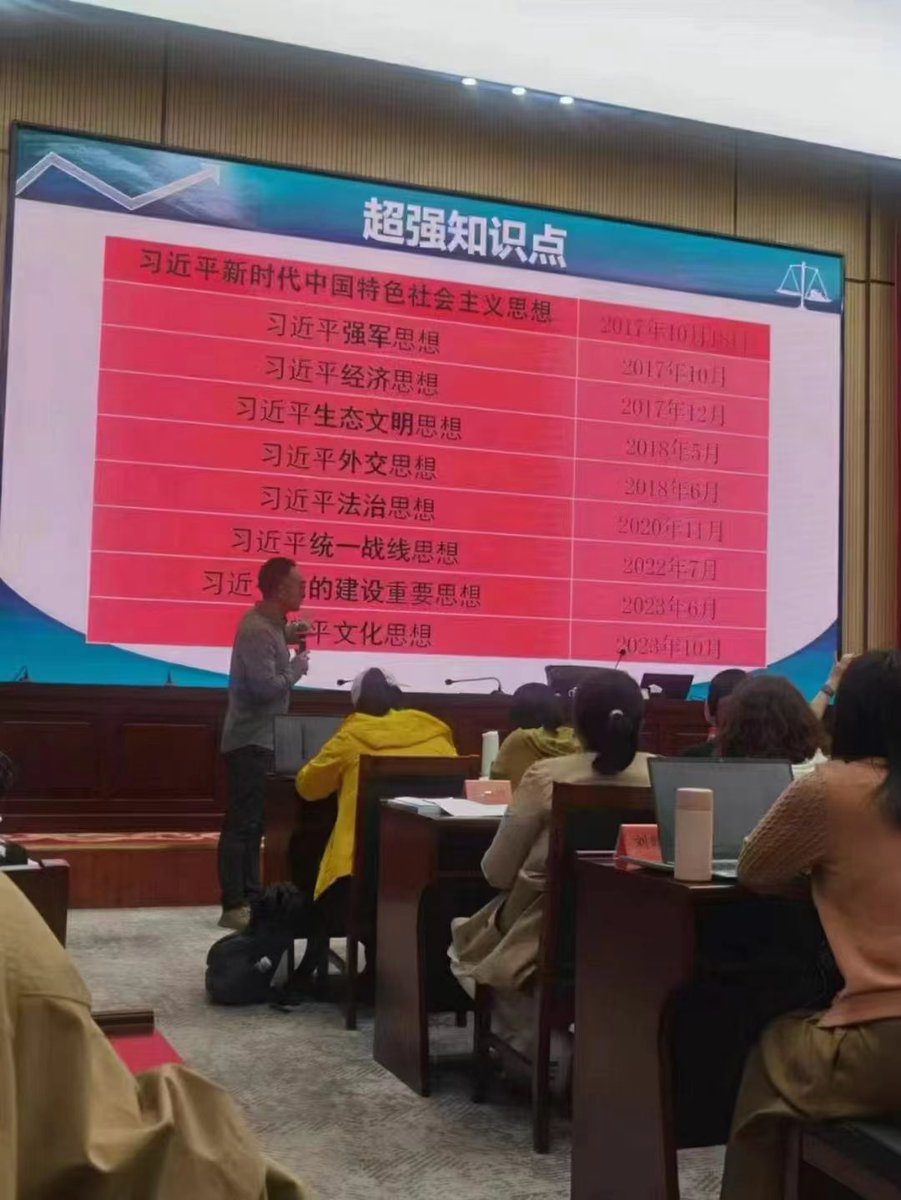 超强知识点
习近平新时代中国特色社会主义思想 2017年10月18日
习近平强军思想 2017年10月
习近平经济思想 2017年12月
习近平生态文明思想 2018年5月
习近平外交思想 2018年6月
习近平法治思想 2020年11月
习近平统一战线思想 2022年7月
习近 的建设重要思想 2023年6月
平文化思想 2023年10月
刘